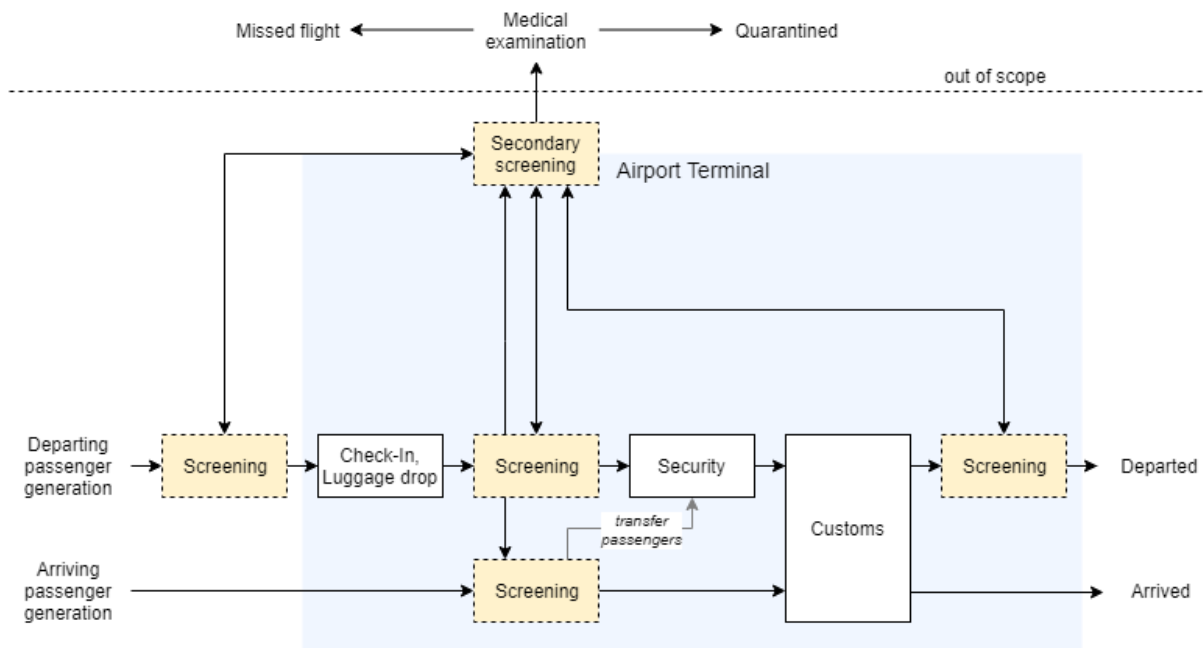 Missed flight
Medical
examination
Quarantined
out of scope
Secondary
screening
Airport Terminal
Departing
passenger
generation
Screening
Check-In,
Luggage drop
Screening
Security
Screening
Departed
transfer
passengers
Customs
Arriving
passenger
generation
Screening
Arrived